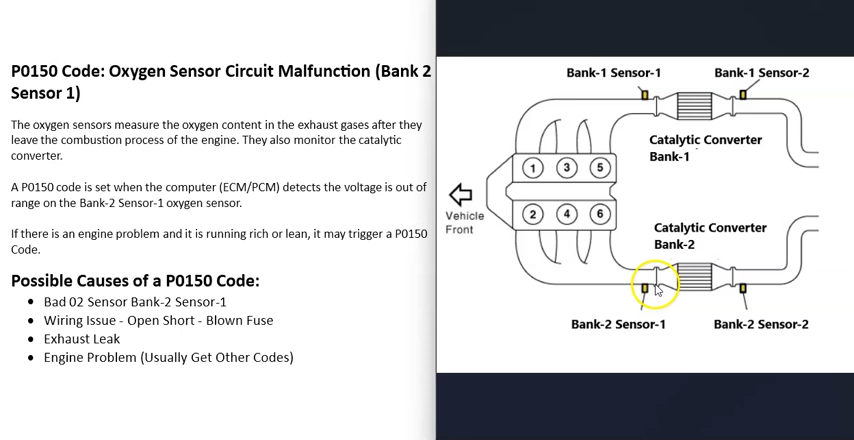 P0150 Code: Oxygen Sensor Circuit Malfunction (Bank 2
Sensor 1)
The oxygen sensors measure the oxygen content in the exhaust gases after they
leave the combustion process of the engine. They also monitor the catalytic
converter.
A P0150 code is set when the computer (ECM/PCM) detects the voltage is out of
range on the Bank-2 Sensor-1 oxygen sensor.
If there is an engine problem and it is running rich or lean, it may trigger a P0150
Code.
Possible Causes of a P0150 Code:
• Bad 02 Sensor Bank-2 Sensor-1
• Wiring Issue - Open Short - Blown Fuse
• Exhaust Leak
• Engine Problem (Usually Get Other Codes)
Bank-1 Sensor-1
Bank-1 Sensor-2
Catalytic Converter
Bank-1
1 3 5
2 4 6
Vehicle
Front
Catalytic Converter
Bank-2
Bank-2 Sensor-1
Bank-2 Sensor-2